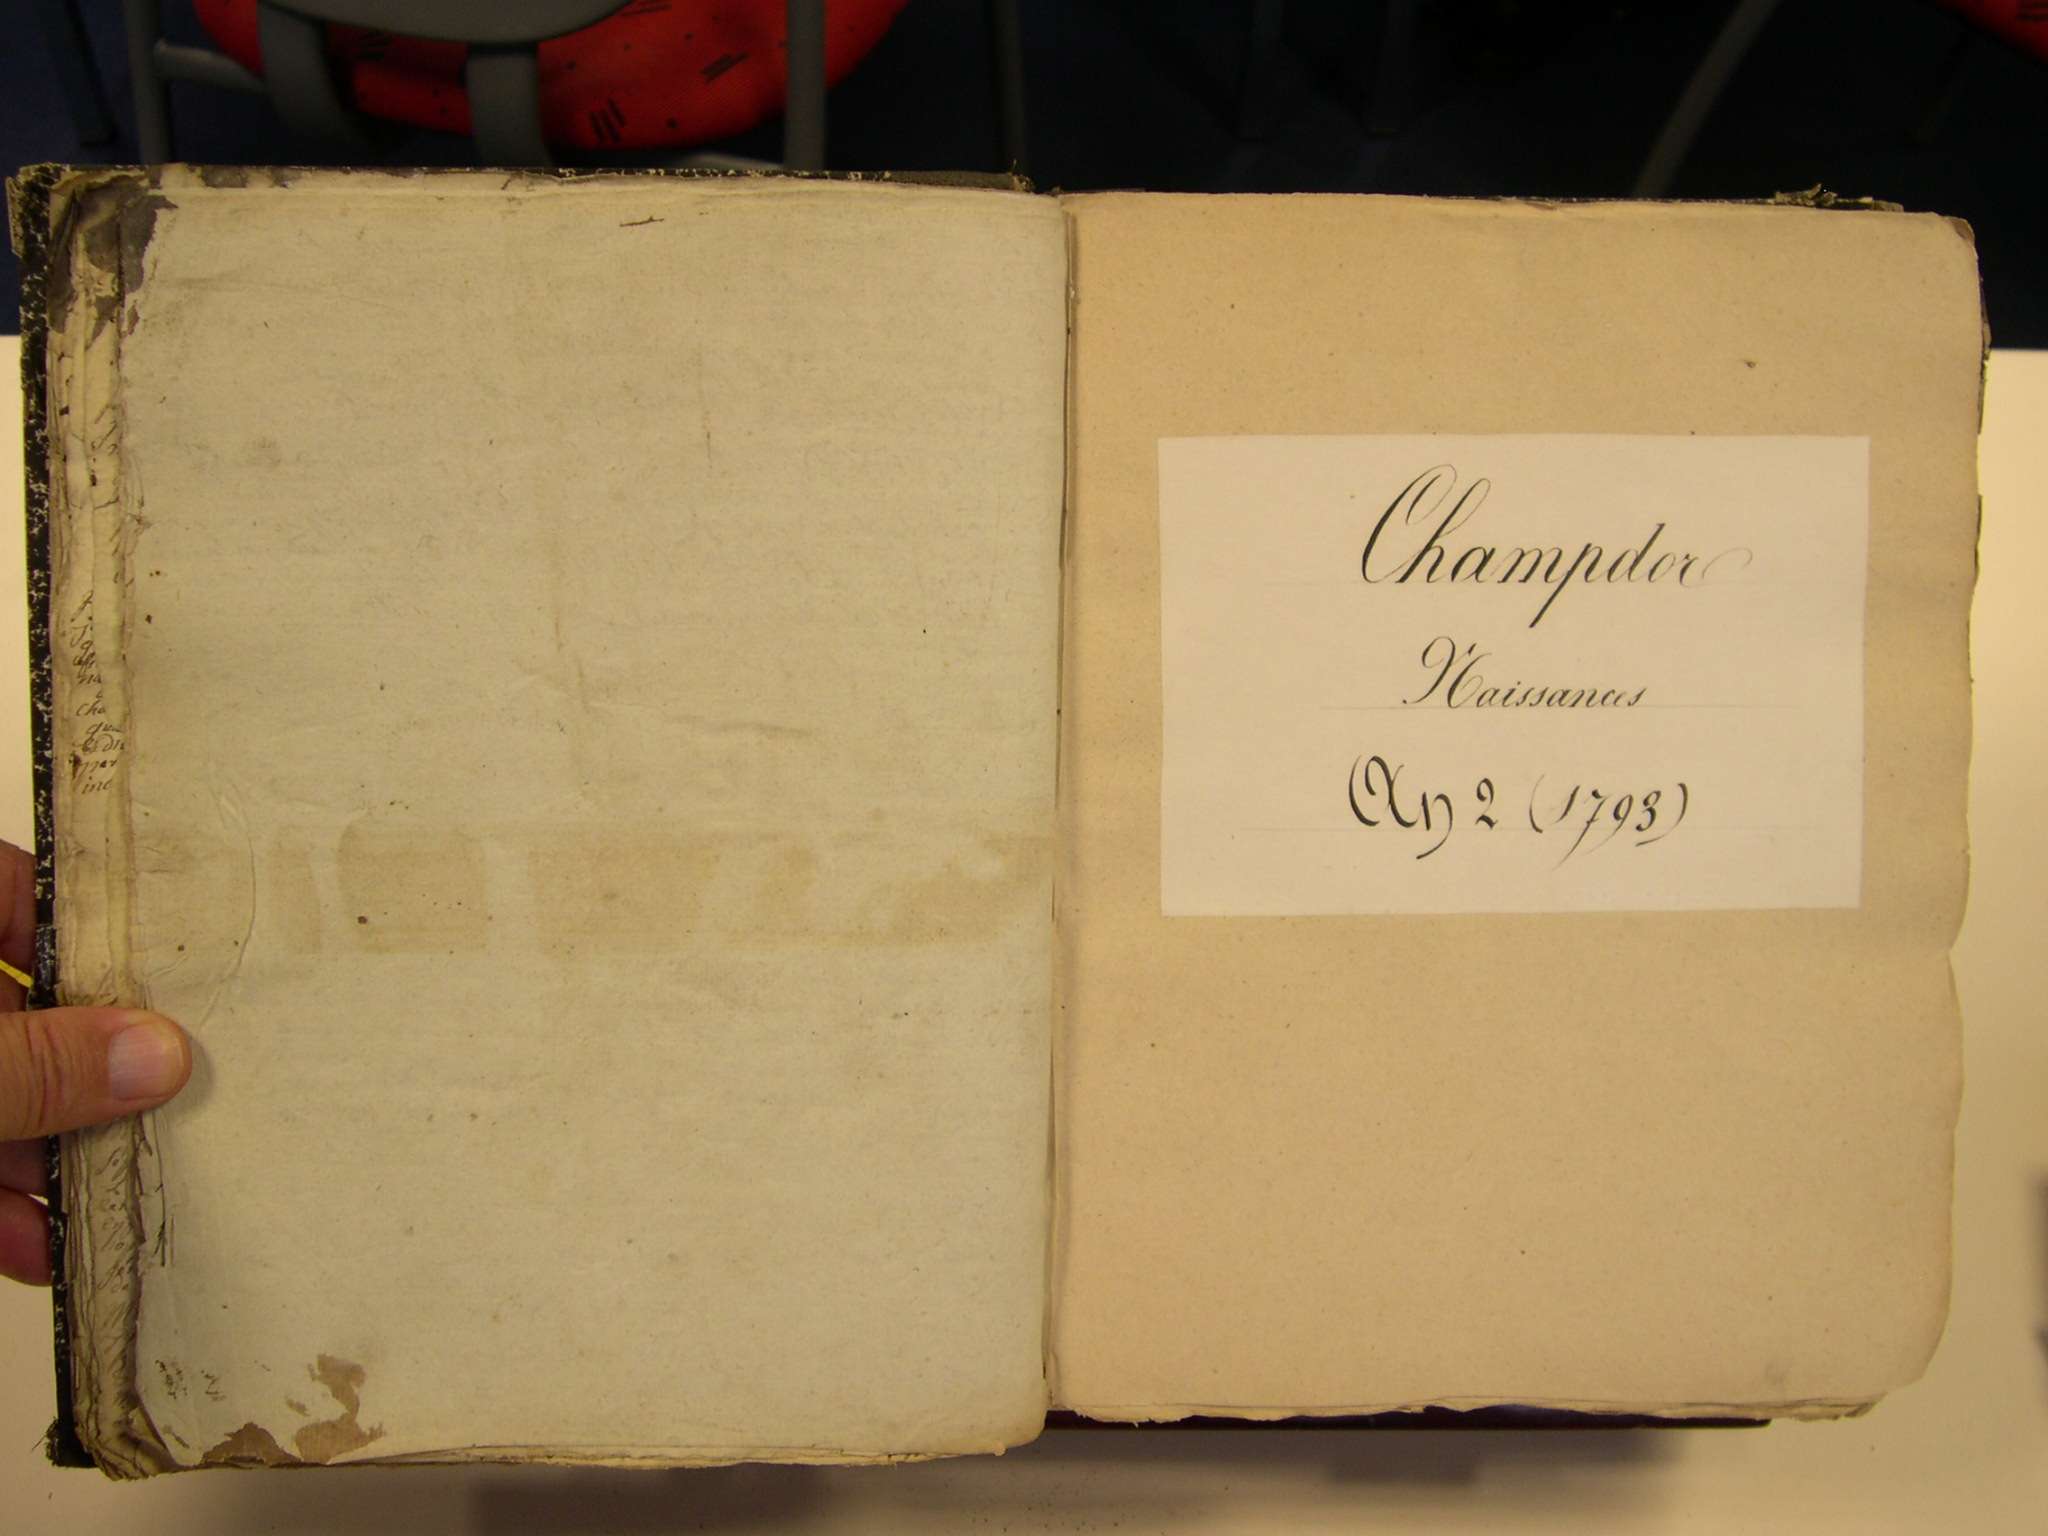 Champdor
Naissances
An 2 (1793)